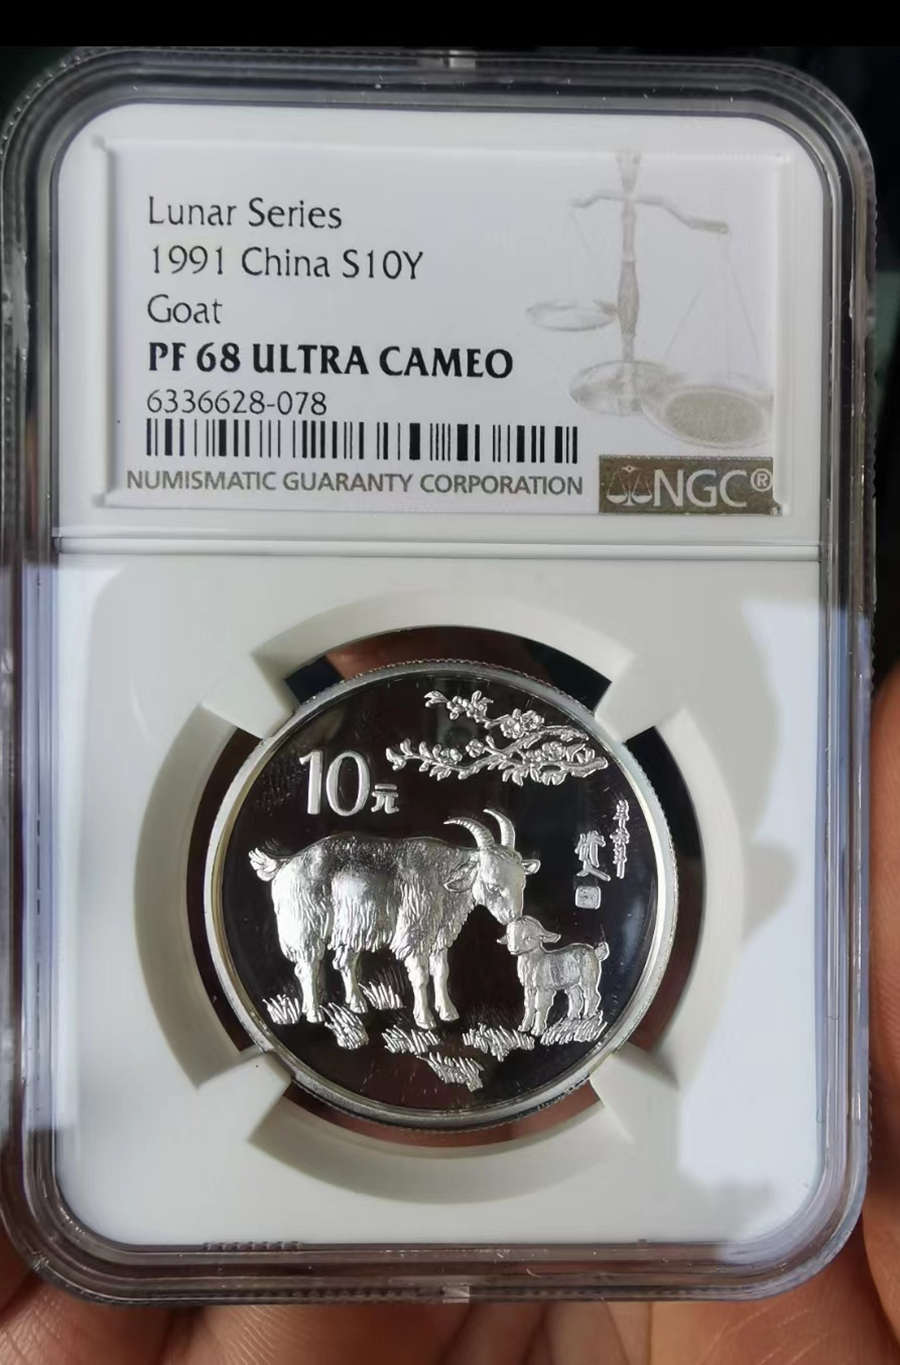 Lunar Series
1991 China S10Y
Goat
PF 68 ULTRA CAMEO
6336628-078
NUMISMATIC GUARANTY CORPORATION
NGC®
10元